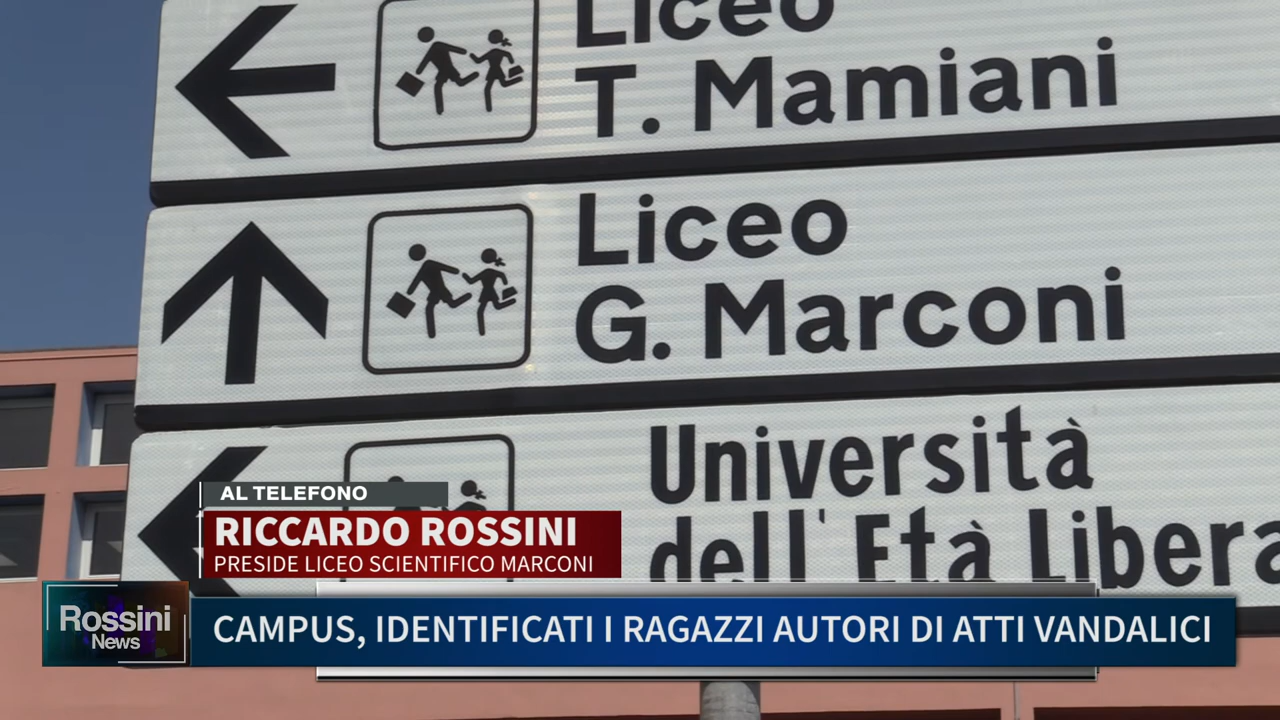 Liceo
T. Mamiani
Liceo
G. Marconi
Università
dell'Età Libera
AL TELEFONO
RICCARDO ROSSINI
PRESIDE LICEO SCIENTIFICO MARCONI
Rossini
News
CAMPUS, IDENTIFICATI I RAGAZZI AUTORI DI ATTI VANDALICI